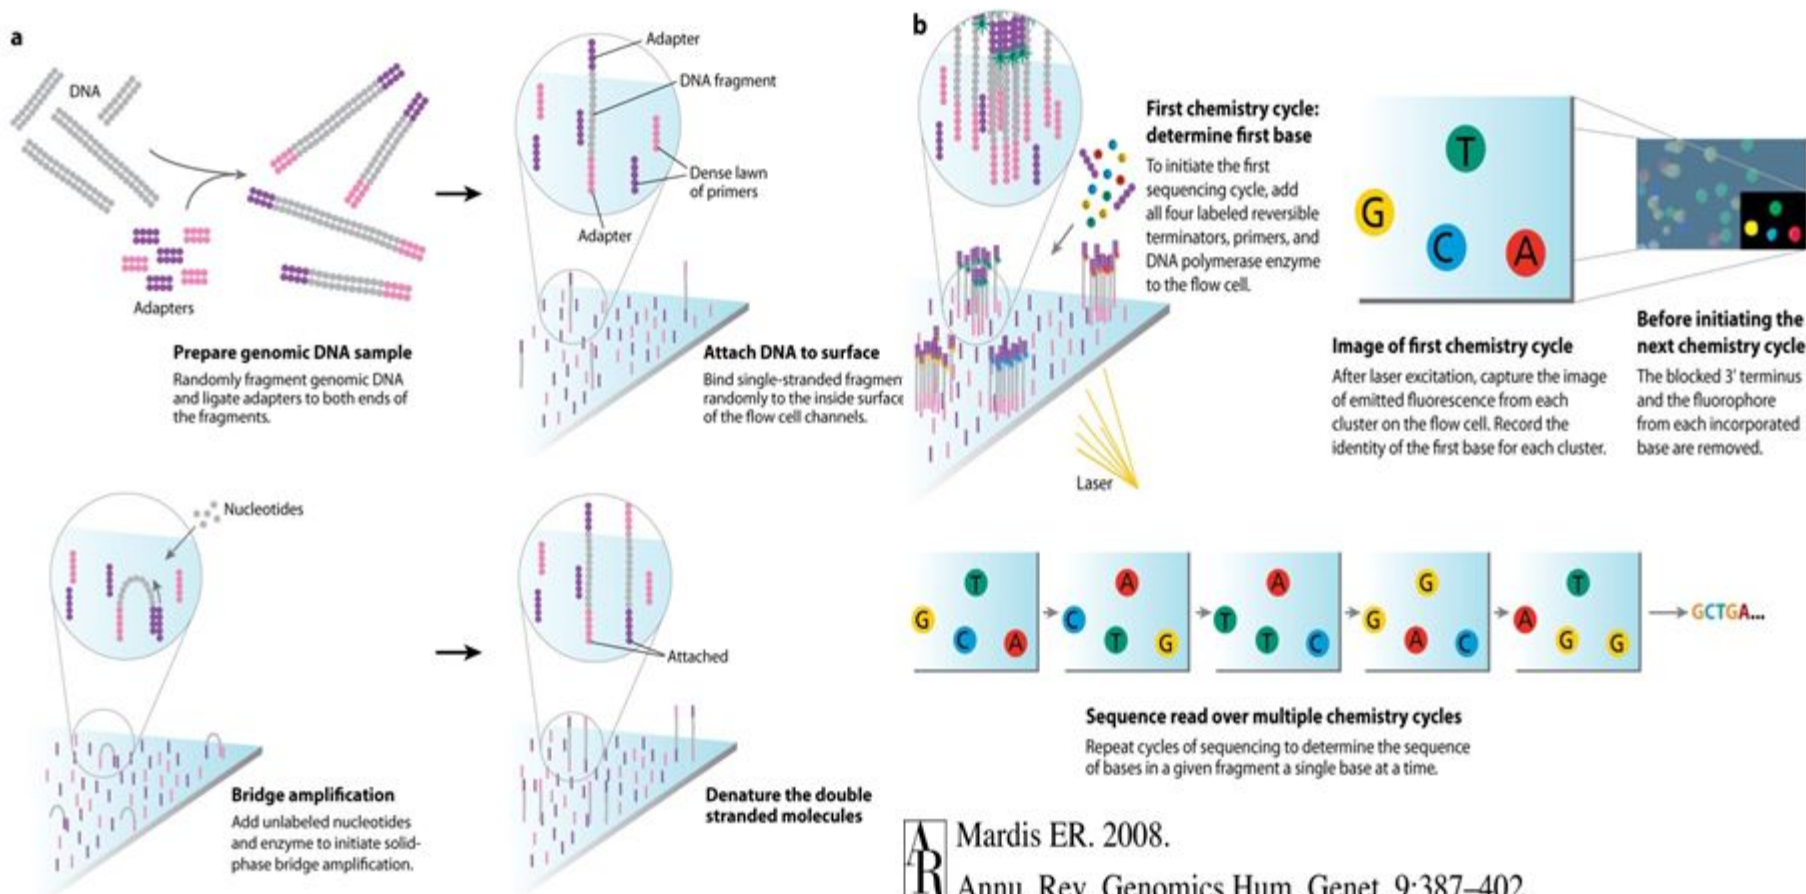 a
DNA
Adapters
Prepare genomic DNA sample
Randomly fragment genomic DNA
and ligate adapters to both ends of
the fragments.
Adapter
DNA fragment
Dense lawn
of primers
Adapter
Attach DNA to surface
Bind single-stranded fragmen
randomly to the inside surface
of the flow cell channels.
Nucleotides
Bridge amplification
Add unlabeled nucleotides
and enzyme to initiate solid-
phase bridge amplification.
Attached
Denature the double
stranded molecules
b
First chemistry cycle:
determine first base
To initiate the first
sequencing cycle, add
all four labeled reversible
terminators, primers, and
DNA polymerase enzyme
to the flow cell.
Laser
T
G
C
A
Image of first chemistry cycle
After laser excitation, capture the image
of emitted fluorescence from each
cluster on the flow cell. Record the
identity of the first base for each cluster.
Before initiating the
next chemistry cycle
The blocked 3' terminus
and the fluorophore
from each incorporated
base are removed.
T
G
C A
A
C
T G
A
T
T C
G
G
A C
T
A
G G
GCTGA...
Sequence read over multiple chemistry cycles
Repeat cycles of sequencing to determine the sequence
of bases in a given fragment a single base at a time.
AR
Mardis ER. 2008.
Annu. Rev. Genomics Hum. Genet. 9:387–402